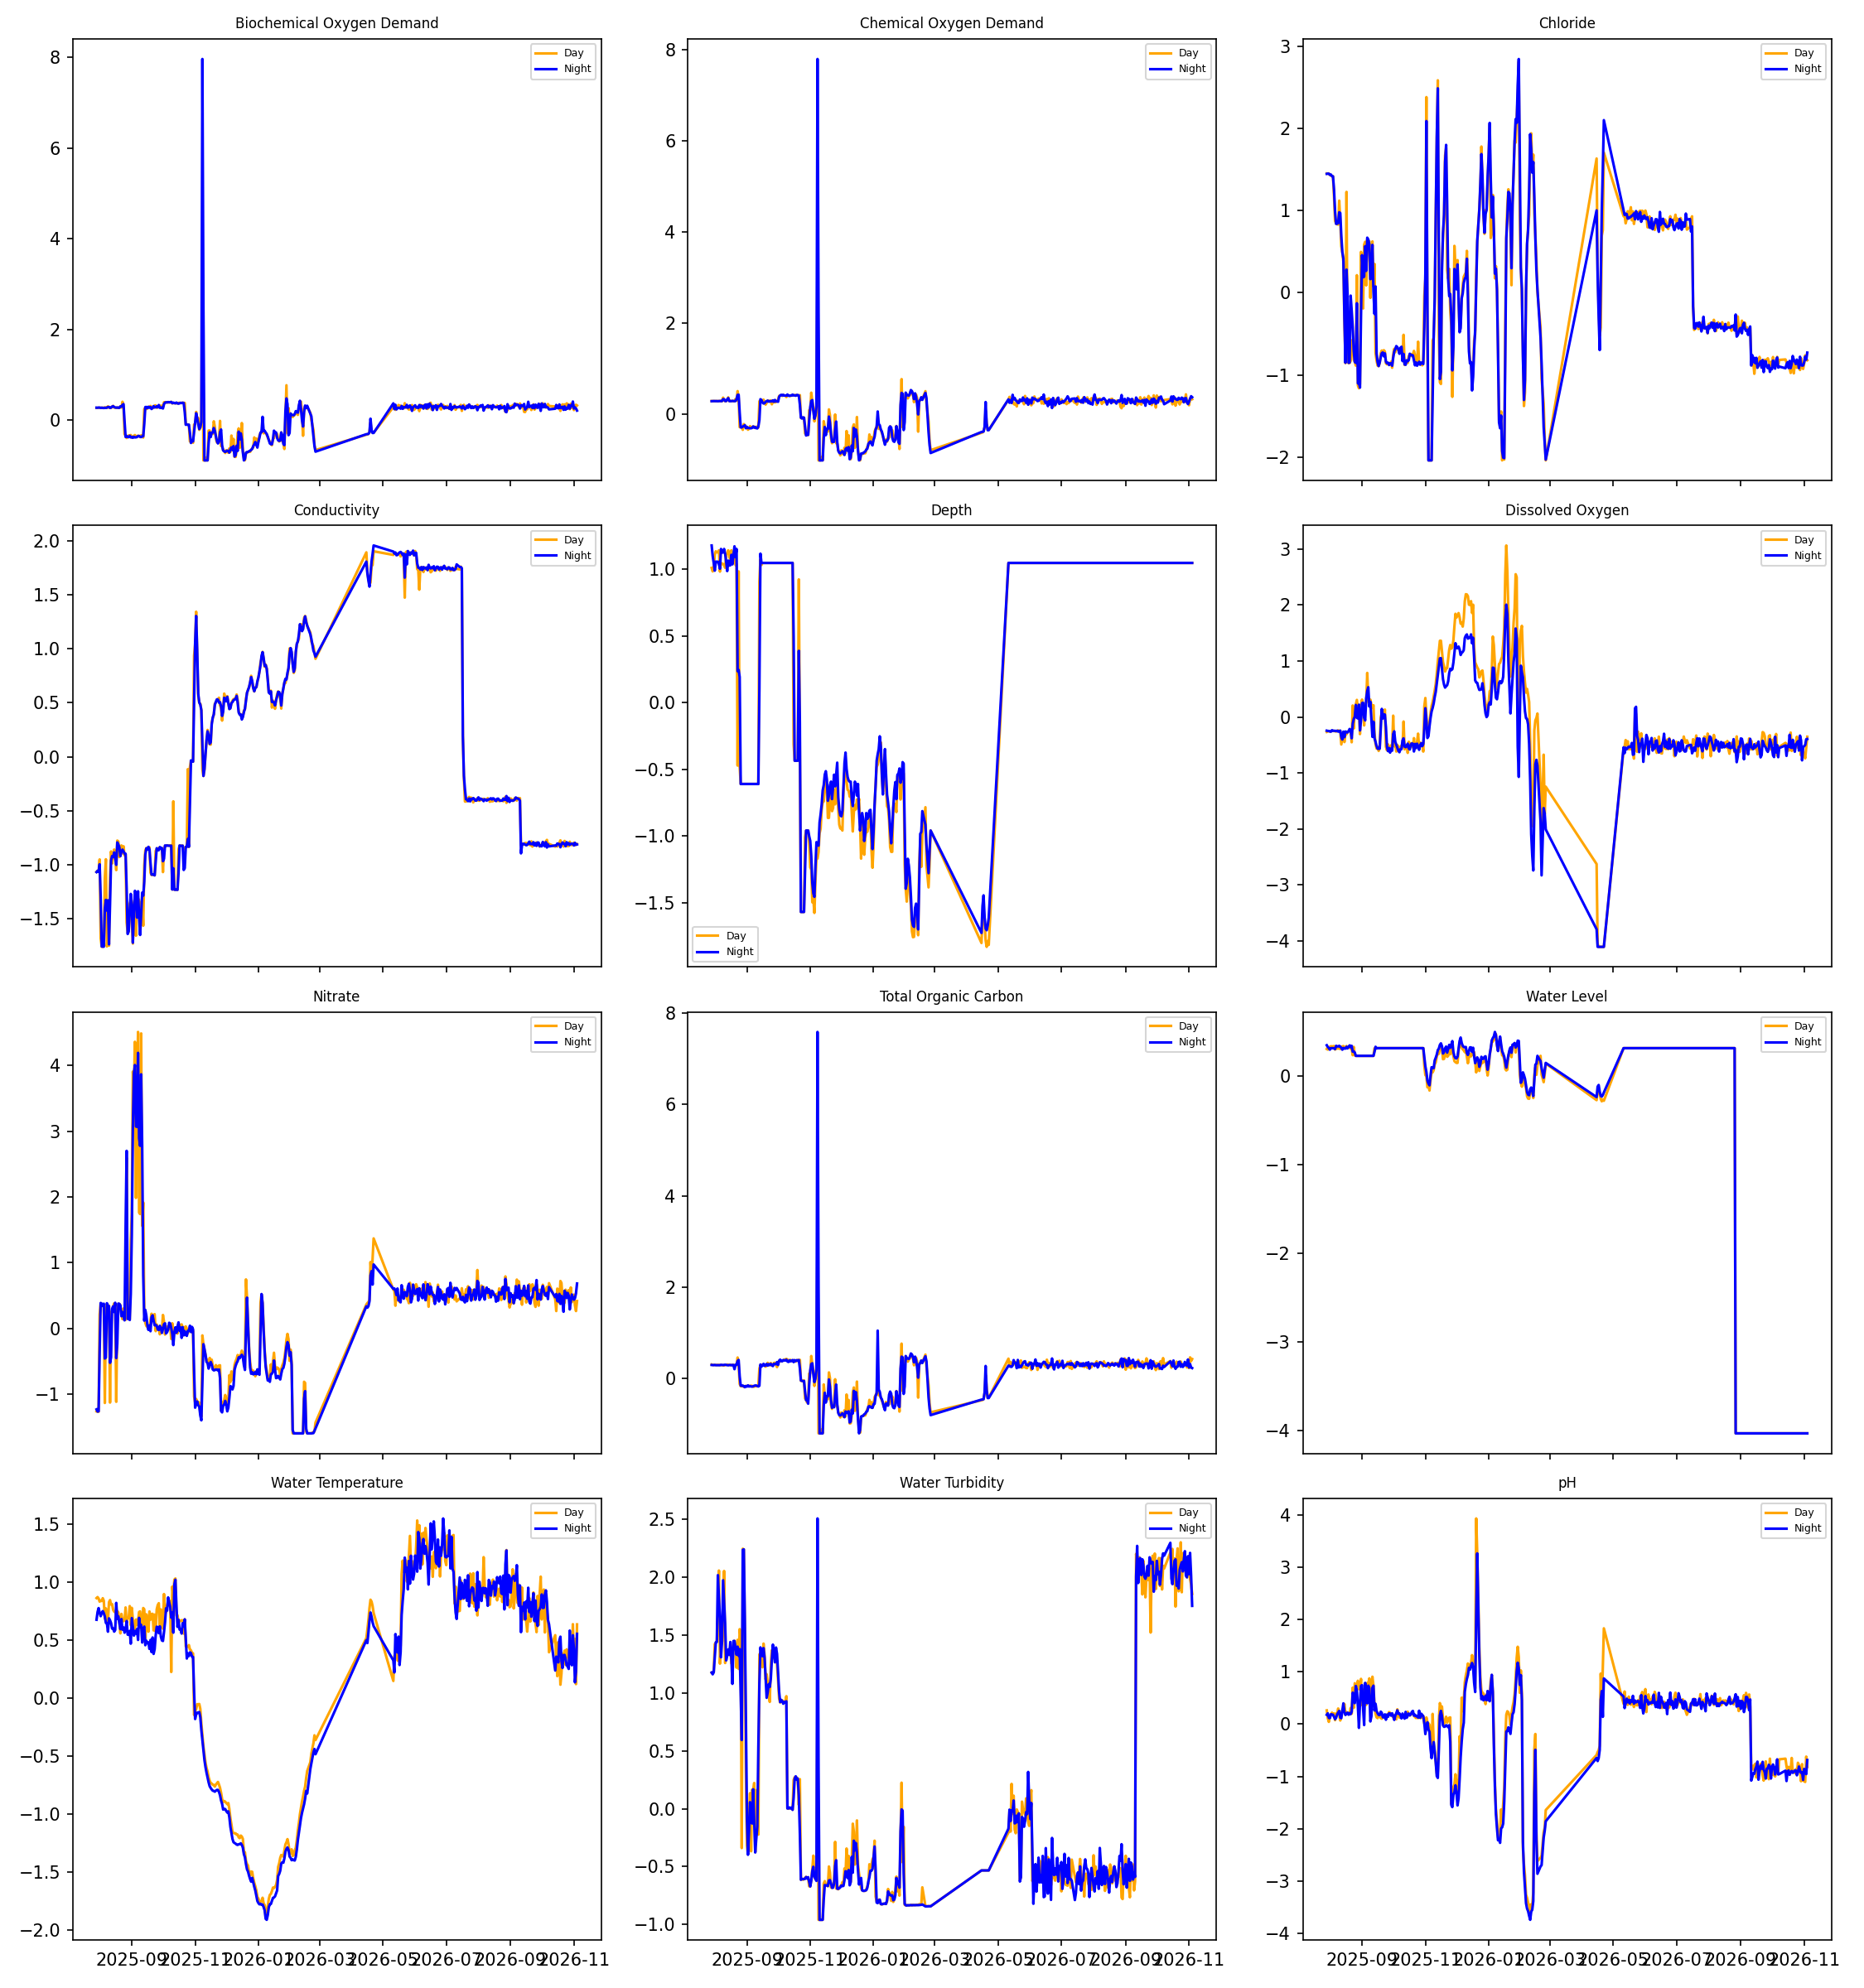 Biochemical Oxygen Demand
8
6
4
2
0
Day
Night
Chemical Oxygen Demand
8
6
4
2
0
Day
Night
Chloride
3
2
1
0
−1
−2
Day
Night
Conductivity
2.0
1.5
1.0
0.5
0.0
−0.5
−1.0
−1.5
Day
Night
Depth
1.0
0.5
0.0
−0.5
−1.0
−1.5
Day
Night
Dissolved Oxygen
3
2
1
0
−1
−2
−3
−4
Day
Night
Nitrate
4
3
2
1
0
−1
Day
Night
Total Organic Carbon
8
6
4
2
0
Day
Night
Water Level
0
−1
−2
−3
−4
Day
Night
Water Temperature
1.5
1.0
0.5
0.0
−0.5
−1.0
−1.5
−2.0
Day
Night
2025-09 2025-11 2026-01 2026-03 2026-05 2026-07 2026-09 2026-11
Water Turbidity
2.5
2.0
1.5
1.0
0.5
0.0
−0.5
−1.0
Day
Night
2025-09 2025-11 2026-01 2026-03 2026-05 2026-07 2026-09 2026-11
pH
4
3
2
1
0
−1
−2
−3
−4
Day
Night
2025-09 2025-11 2026-01 2026-03 2026-05 2026-07 2026-09 2026-11